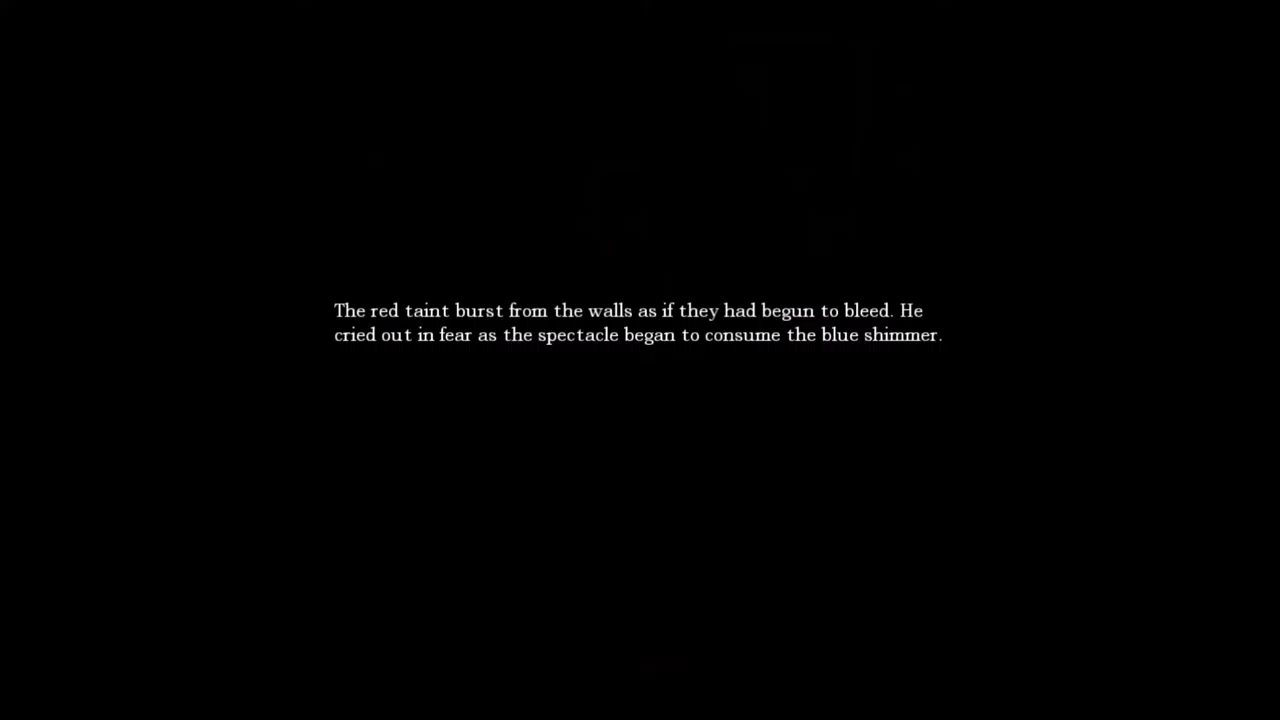 The red taint burst from the walls as if they had begun to bleed. He
cried out in fear as the spectacle began to consume the blue shimmer.